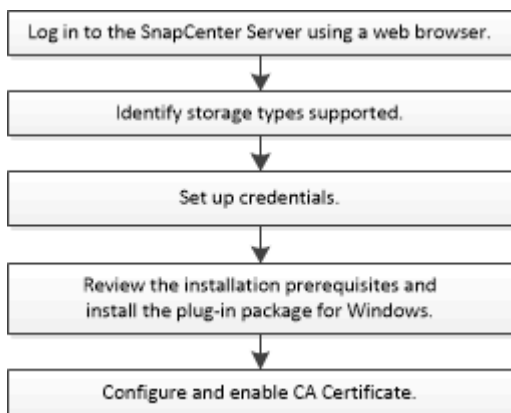 Log in to the SnapCenter Server using a web browser.
Identify storage types supported.
Set up credentials.
Review the installation prerequisites and
install the plug-in package for Windows.
Configure and enable CA Certificate.